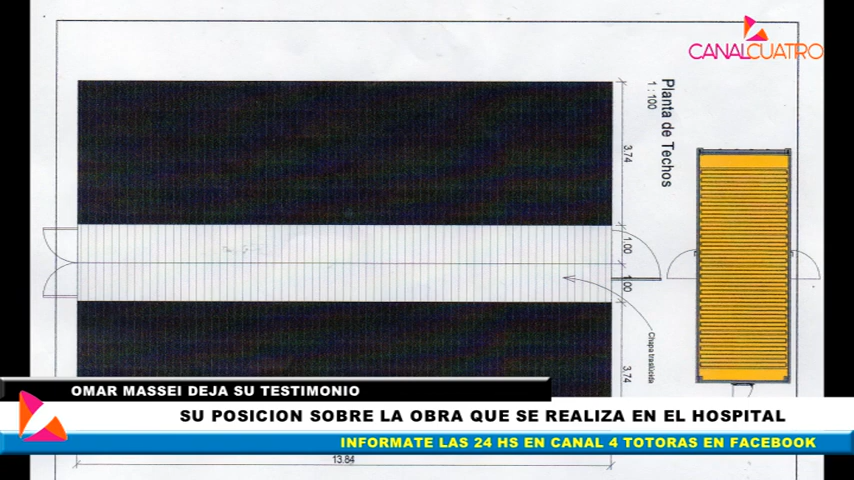 CANALCUATRO
Planta de Techos
1 : 100
3.74
1.00
1.00
3.74
Chapa traslúcida
13.84
OMAR MASSEI DEJA SU TESTIMONIO
SU POSICION SOBRE LA OBRA QUE SE REALIZA EN EL HOSPITAL
INFORMATE LAS 24 HS EN CANAL 4 TOTORAS EN FACEBOOK